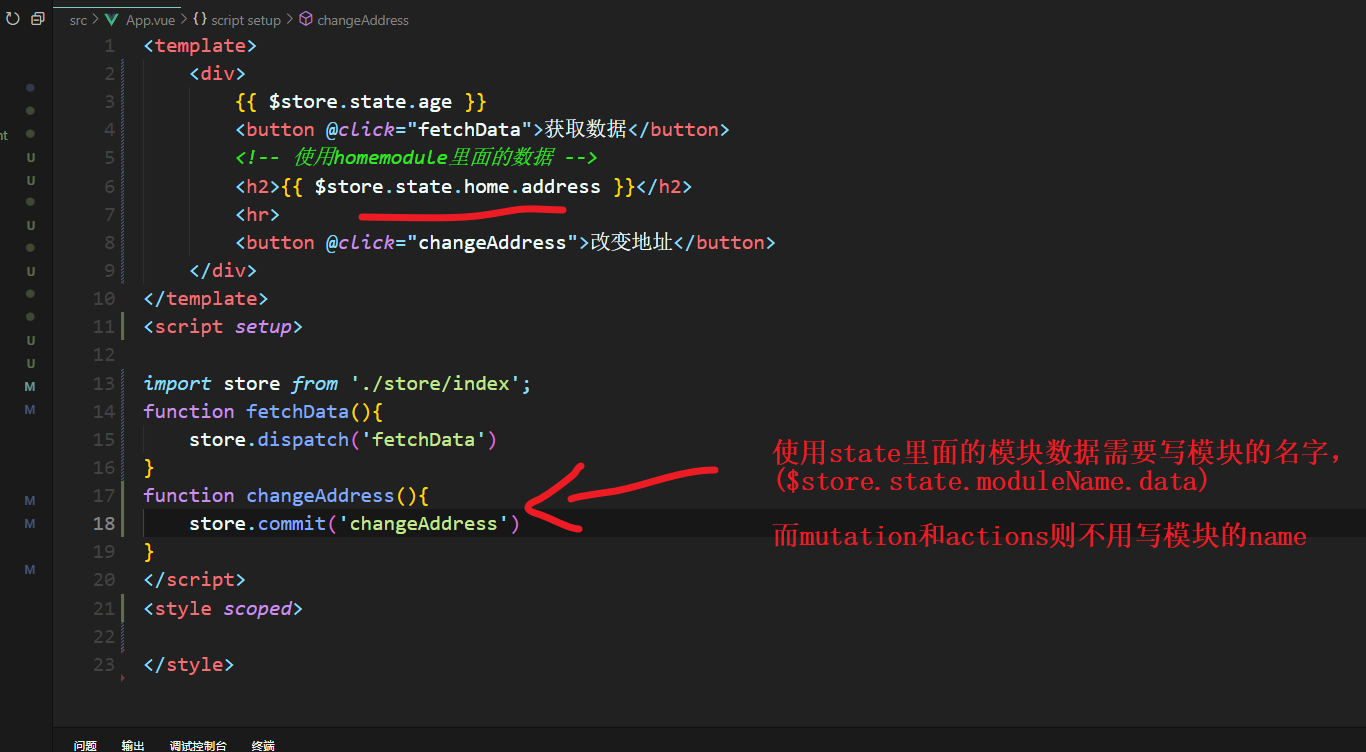 src > App.vue > {} script setup > changeAddress
1 <template>
2 <div>
3 {{ $store.state.age }}
4 <button @click="fetchData">获取数据</button>
5 <!-- 使用homemodule里面的数据 -->
6 <h2>{{ $store.state.home.address }}</h2>
7 <hr>
8 <button @click="changeAddress">改变地址</button>
9 </div>
10 </template>
11 <script setup>
12
13 import store from './store/index';
14 function fetchData(){
15 store.dispatch('fetchData')
16 }
17 function changeAddress(){
18 store.commit('changeAddress')
19 }
20 </script>
21 <style scoped>
22
23 </style>
使用state里面的模块数据需要写模块的名字，
($store.state.moduleName.data)
而mutation和actions则不用写模块的name
nt
U
U
U
U
U
U
M
M
M
M
M
问题 输出 调试控制台 终端